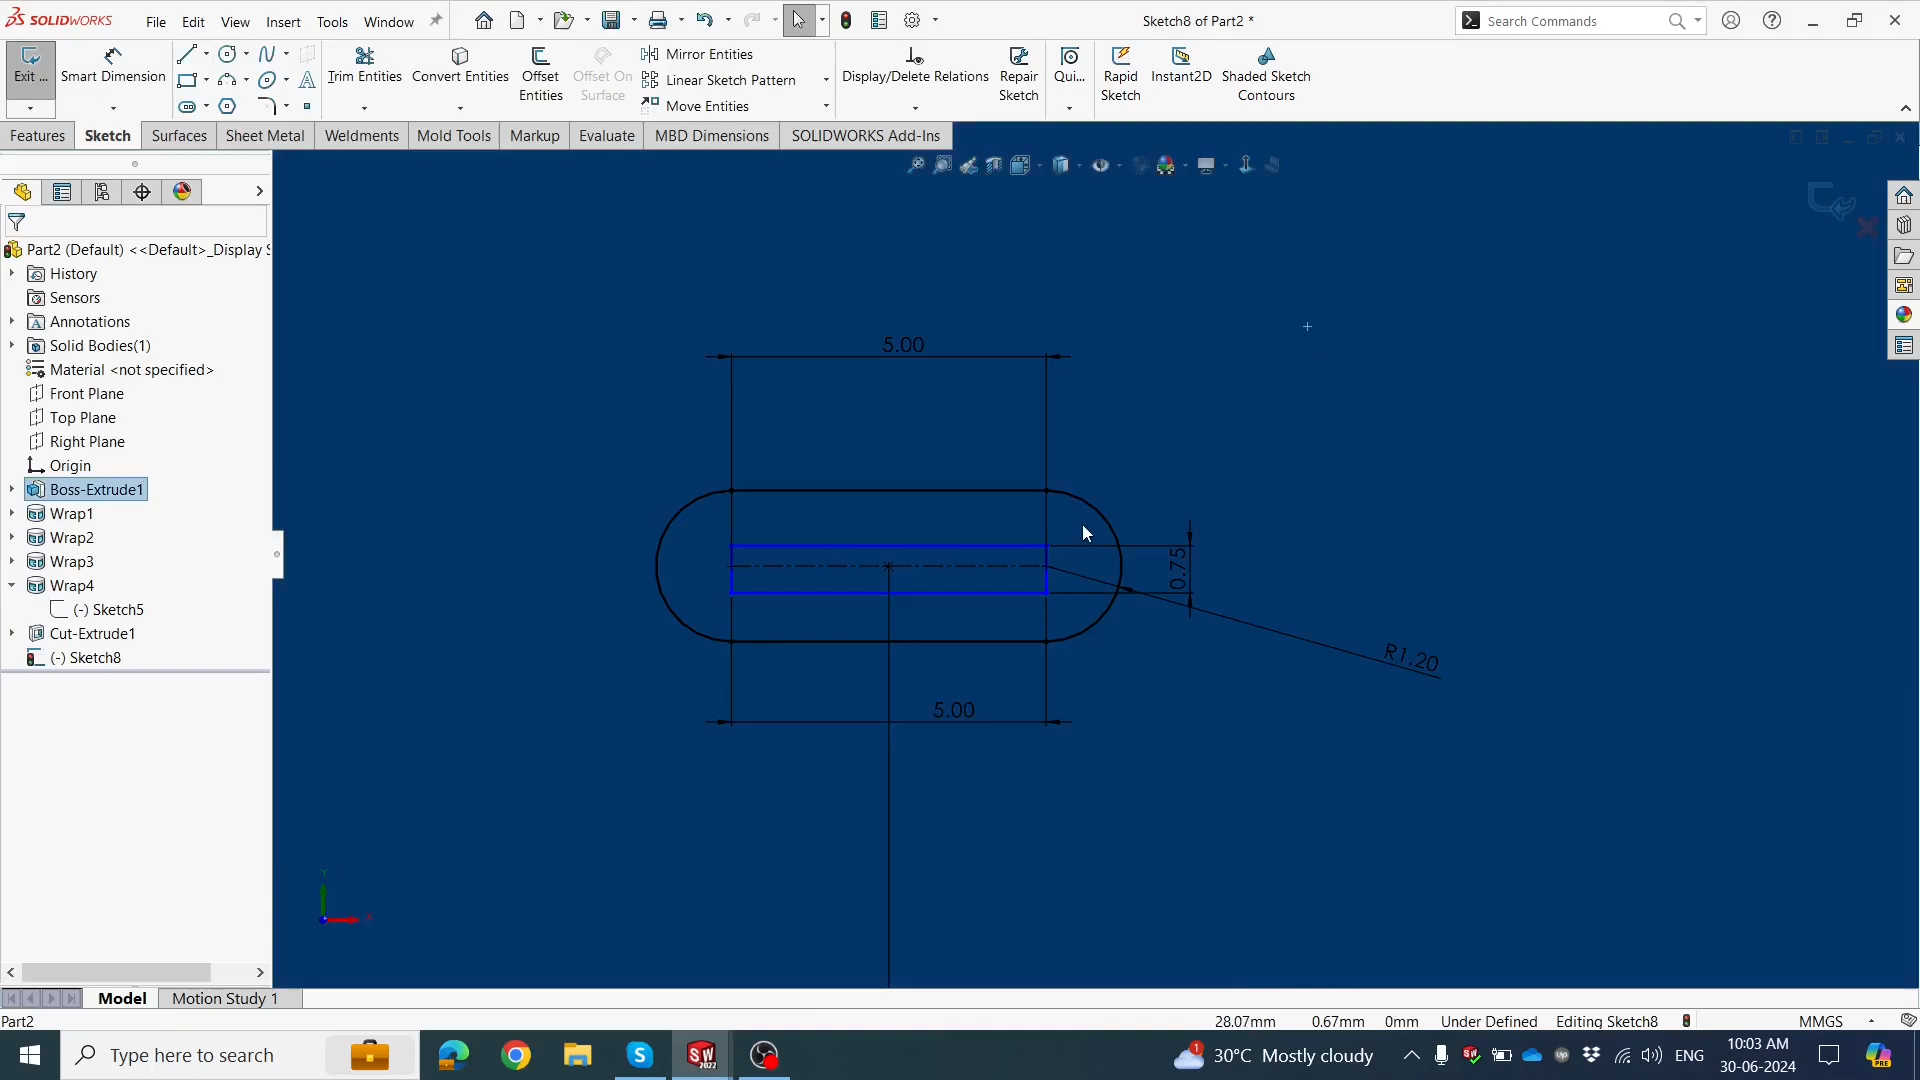 SOLIDWORKS File Edit View Insert Tools Window Sketch8 of Part2 * Search Commands
Exit ... Smart Dimension Trim Entities Convert Entities Offset Entities Offset On Surface Mirror Entities Linear Sketch Pattern Move Entities Display/Delete Relations Repair Sketch Qui... Rapid Sketch Instant2D Shaded Sketch Contours
Features Sketch Surfaces Sheet Metal Weldments Mold Tools Markup Evaluate MBD Dimensions SOLIDWORKS Add-Ins
Part2 (Default) <<Default>_Display S
History
Sensors
Annotations
Solid Bodies(1)
Material <not specified>
Front Plane
Top Plane
Right Plane
Origin
Boss-Extrude1
Wrap1
Wrap2
Wrap3
Wrap4
(-) Sketch5
Cut-Extrude1
(-) Sketch8
5.00
0.75
R1.20
5.00
Y
X
Model Motion Study 1
Part2 28.07mm 0.67mm 0mm Under Defined Editing Sketch8 MMGS
Type here to search 30°C Mostly cloudy ENG 10:03 AM
30-06-2024